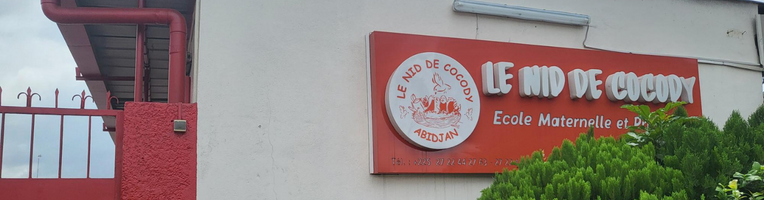 LE NID DE COCODY
ABIDJAN
LE NID DE COCODY
Ecole Maternelle et